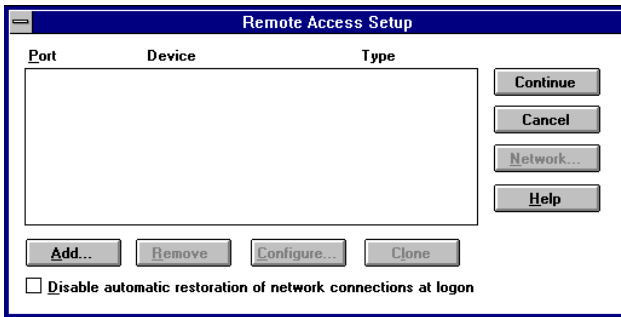 Remote Access Setup
Port Device Type
Continue
Cancel
Network...
Help
Add... Remove Configure... Clone
Disable automatic restoration of network connections at logon